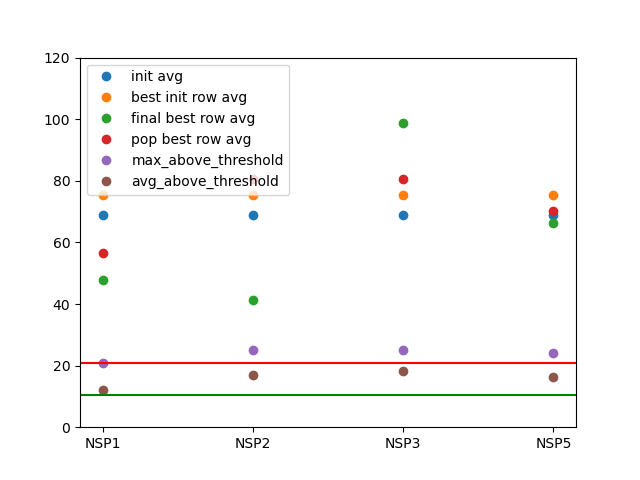 120
100
80
60
40
20
0
init avg
best init row avg
final best row avg
pop best row avg
max_above_threshold
avg_above_threshold
NSP1 NSP2 NSP3 NSP5